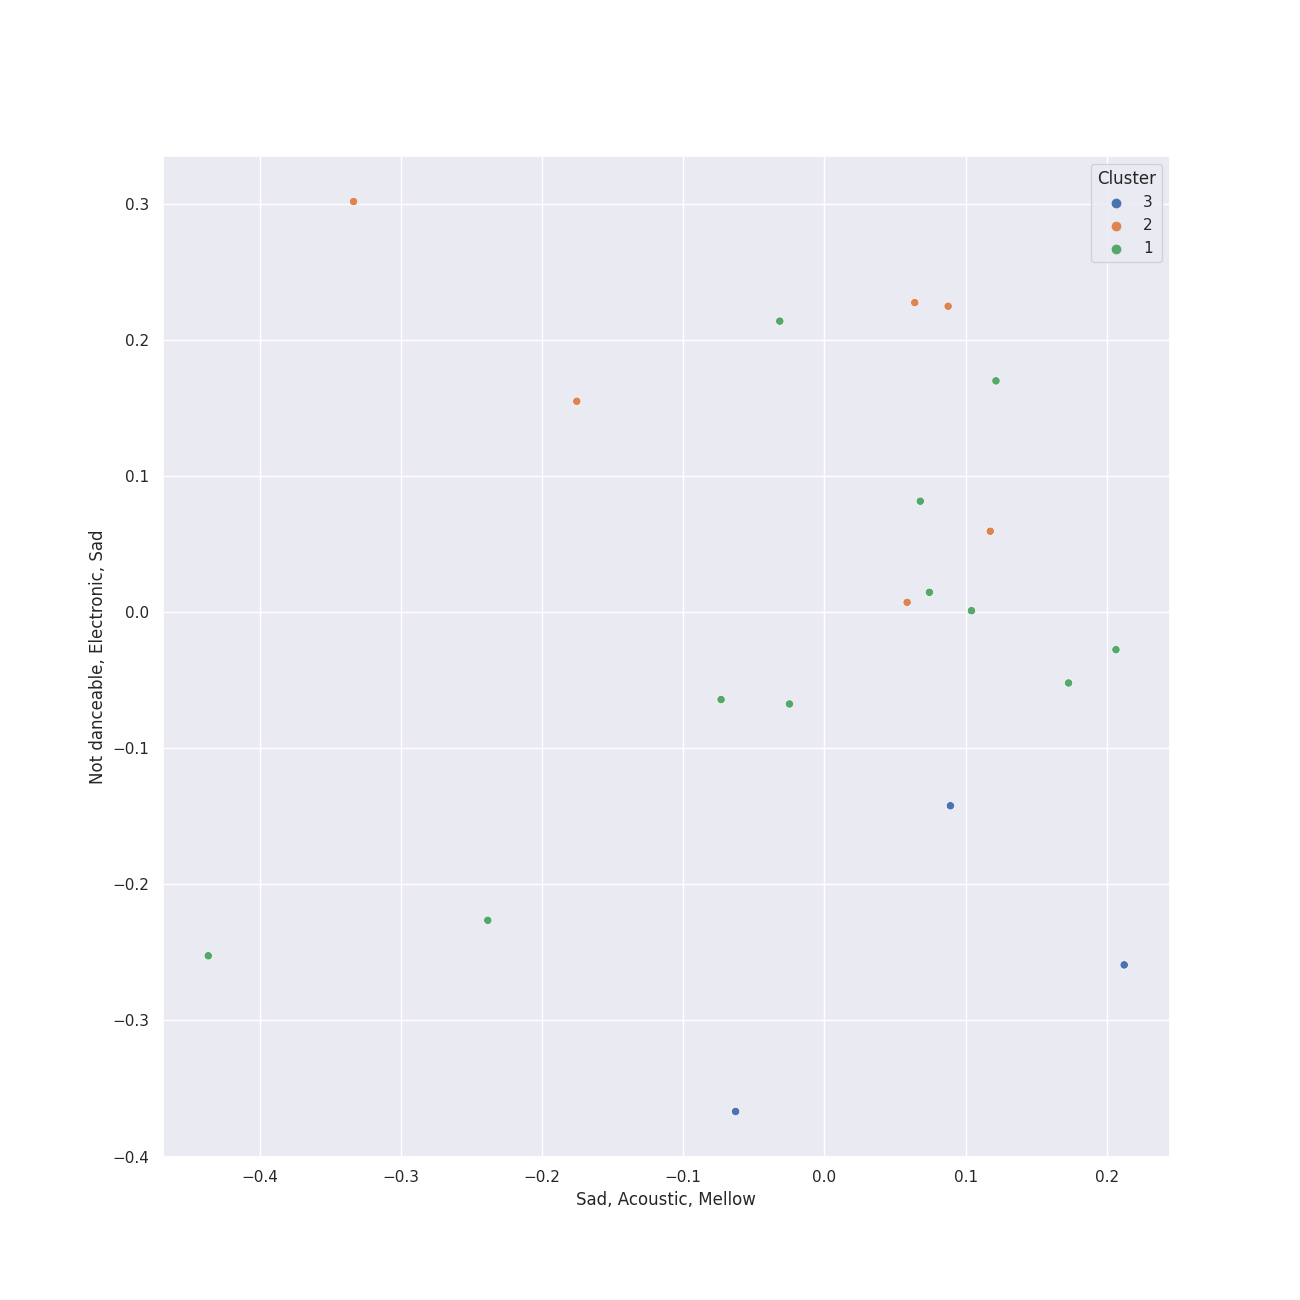 Cluster
3
2
1
0.3
0.2
0.1
0.0
−0.1
−0.2
−0.3
−0.4
Not danceable, Electronic, Sad
−0.4 −0.3 −0.2 −0.1 0.0 0.1 0.2
Sad, Acoustic, Mellow